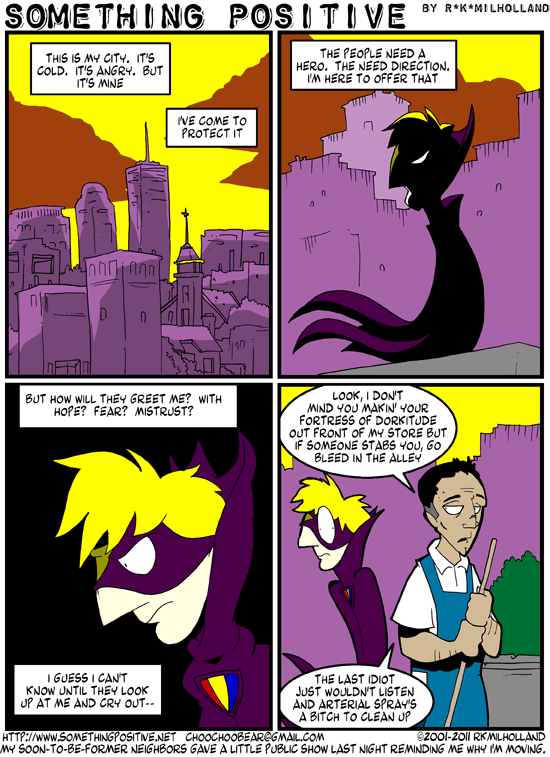 SOMETHING POSITIVE BY R*K*MILHOLLAND
THIS IS MY CITY. IT'S
COLD. IT'S ANGRY. BUT
IT'S MINE
I'VE COME TO
PROTECT IT
THE PEOPLE NEED A
HERO. THE NEED DIRECTION.
I'M HERE TO OFFER THAT
BUT HOW WILL THEY GREET ME? WITH
HOPE? FEAR? MISTRUST?
I GUESS I CAN'T
KNOW UNTIL THEY LOOK
UP AT ME AND CRY OUT--
LOOK, I DON'T
MIND YOU MAKIN' YOUR
FORTRESS OF DORKITUDE
OUT FRONT OF MY STORE BUT
IF SOMEONE STABS YOU, GO
BLEED IN THE ALLEY
THE LAST IDIOT
JUST WOULDN'T LISTEN
AND ARTERIAL SPRAY'S
A BITCH TO CLEAN UP
HTTP://WWW.SOMETHINGPOSITIVE.NET CHOOCHOOBEAR@GMAIL.COM ©2001-2011 RKMILHOLLAND
MY SOON-TO-BE-FORMER NEIGHBORS GAVE A LITTLE PUBLIC SHOW LAST NIGHT REMINDING ME WHY I'M MOVING.